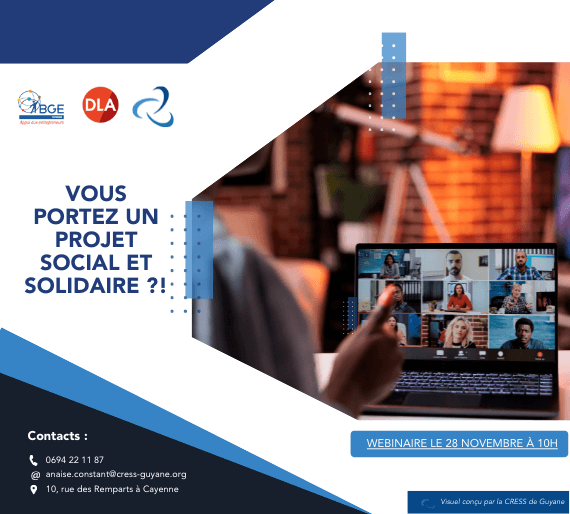 BGE
Appui aux entrepreneurs
DLA
VOUS
PORTEZ UN
PROJET
SOCIAL ET
SOLIDAIRE ?!
WEBINAIRE LE 28 NOVEMBRE À 10H
Contacts :
0694 22 11 87
@ anaise.constant@cress-guyane.org
10, rue des Remparts à Cayenne
Visuel conçu par la CRESS de Guyane